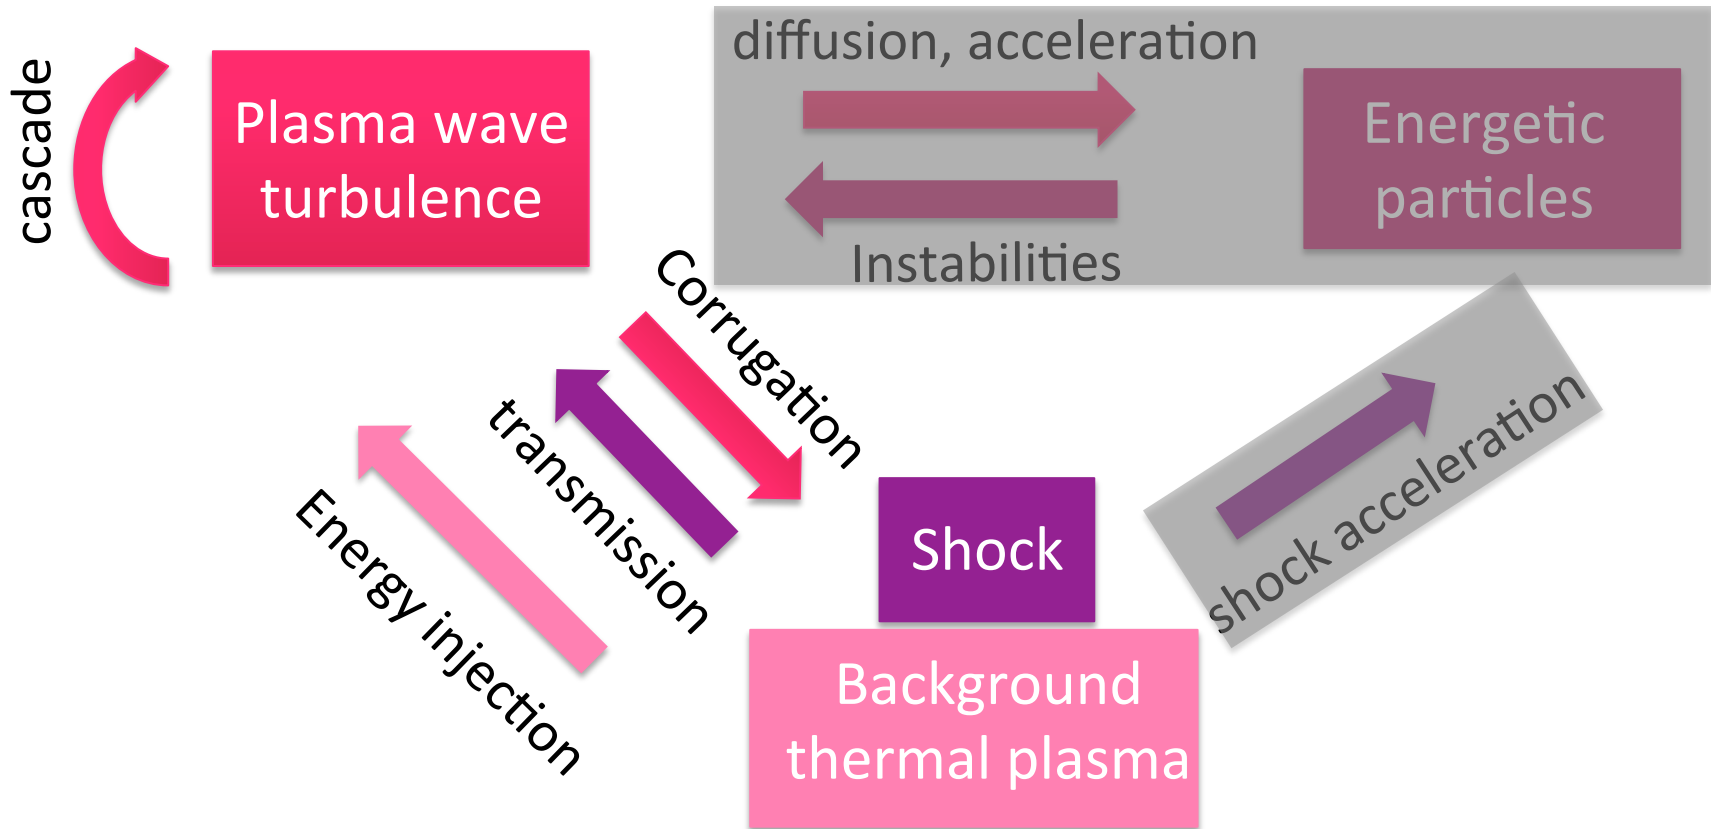 cascade
Plasma wave
turbulence
diffusion, acceleration
Instabilities
Energetic
particles
Corrugation
transmission
Energy injection
Shock
shock acceleration
Background
thermal plasma